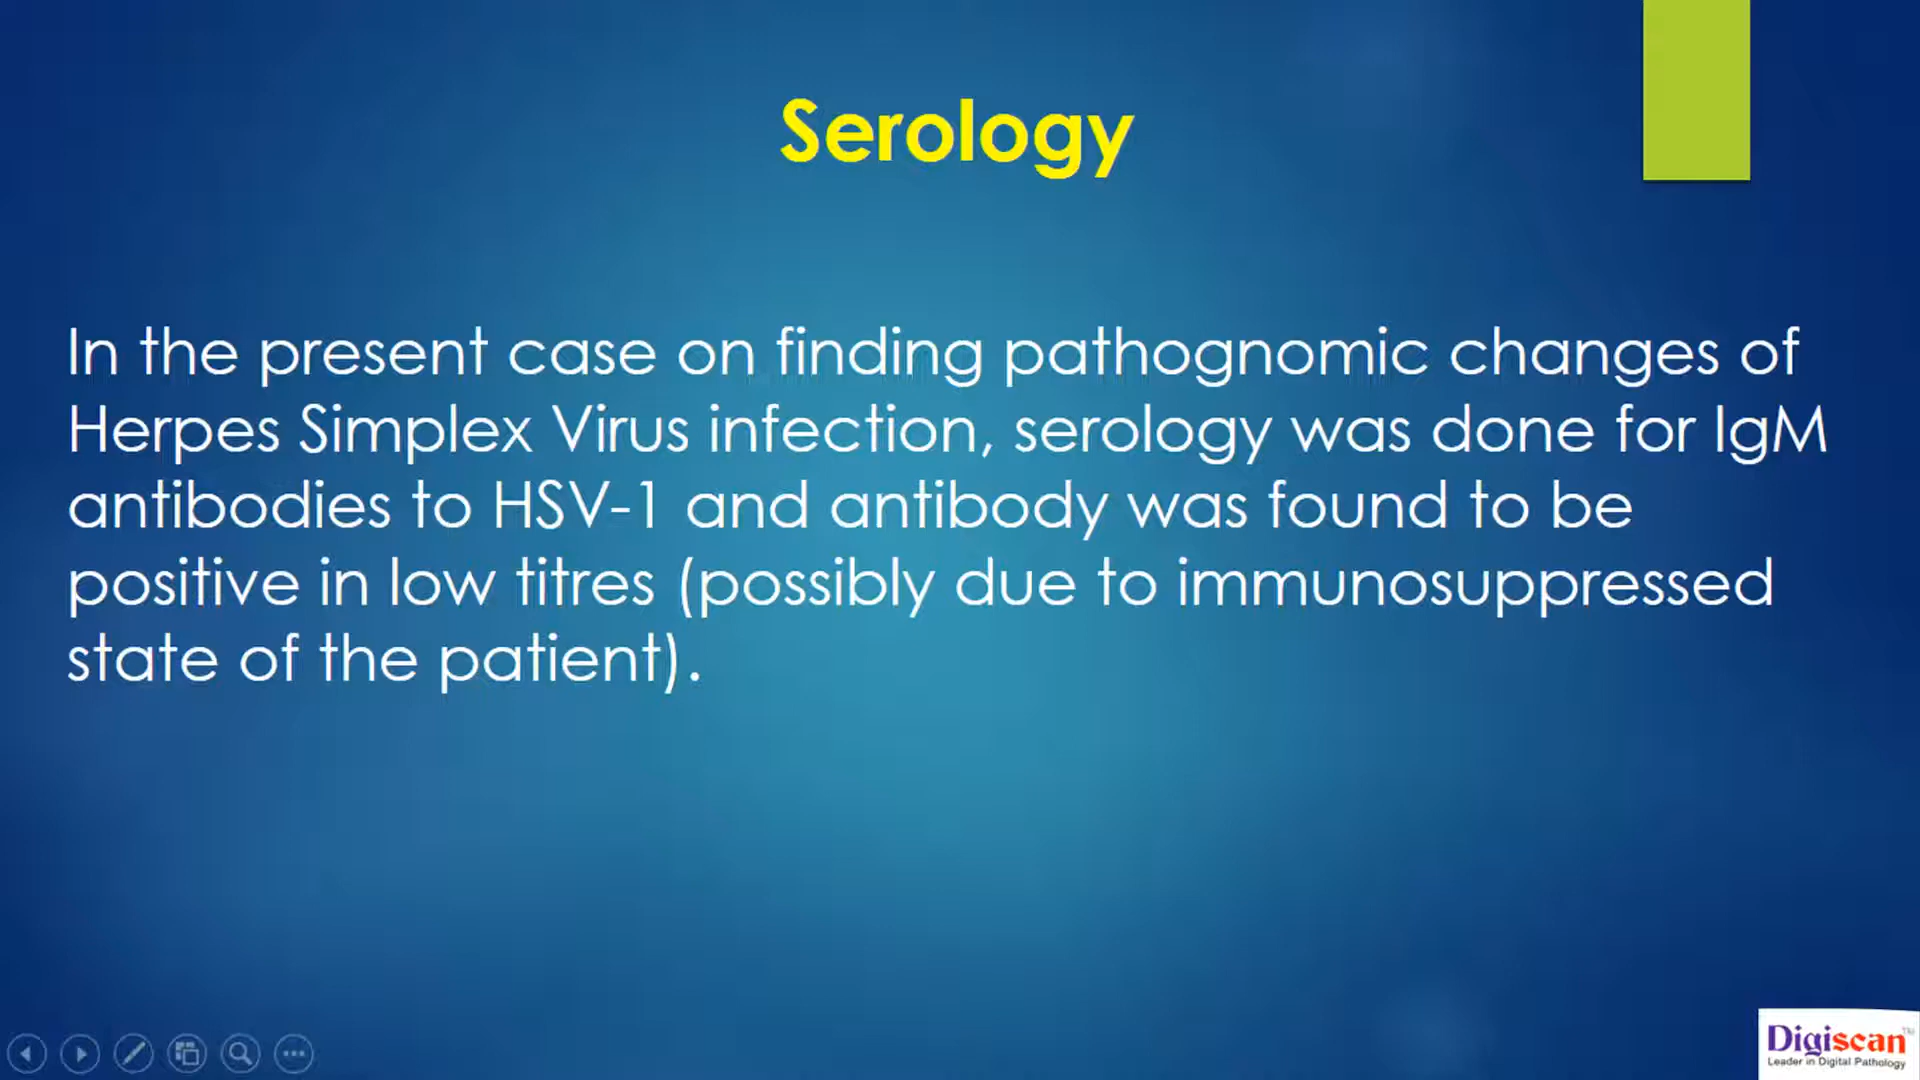 Serology
In the present case on finding pathognomic changes of
Herpes Simplex Virus infection, serology was done for IgM
antibodies to HSV-1 and antibody was found to be
positive in low titres (possibly due to immunosuppressed
state of the patient).
Digiscan™
Leader in Digital Pathology